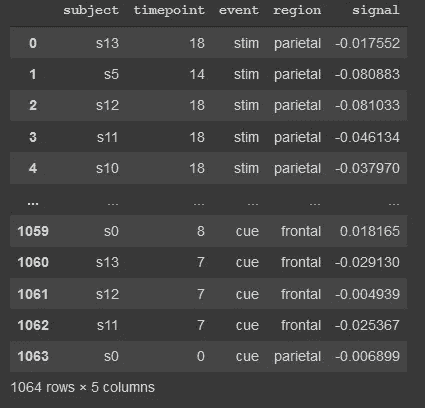 subject timepoint event region signal
0 s13 18 stim parietal -0.017552
1 s5 14 stim parietal -0.080883
2 s12 18 stim parietal -0.081033
3 s11 18 stim parietal -0.046134
4 s10 18 stim parietal -0.037970
... ... ... ... ... ...
1059 s0 8 cue frontal 0.018165
1060 s13 7 cue frontal -0.029130
1061 s12 7 cue frontal -0.004939
1062 s11 7 cue frontal -0.025367
1063 s0 0 cue parietal -0.006899
1064 rows × 5 columns